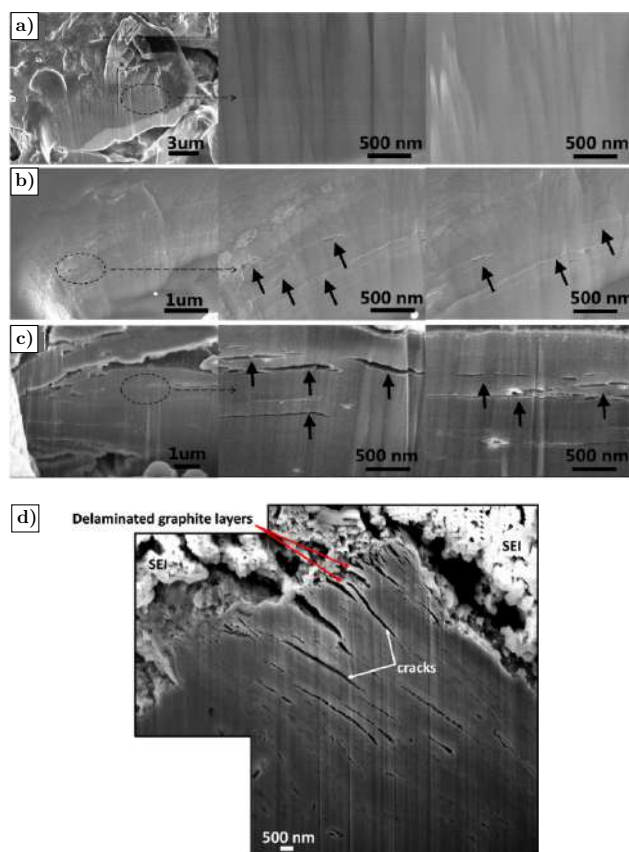 a)
3um
500 nm
500 nm
b)
1um
500 nm
500 nm
c)
1um
500 nm
500 nm
d)
Delaminated graphite layers
SEI
SEI
cracks
500 nm